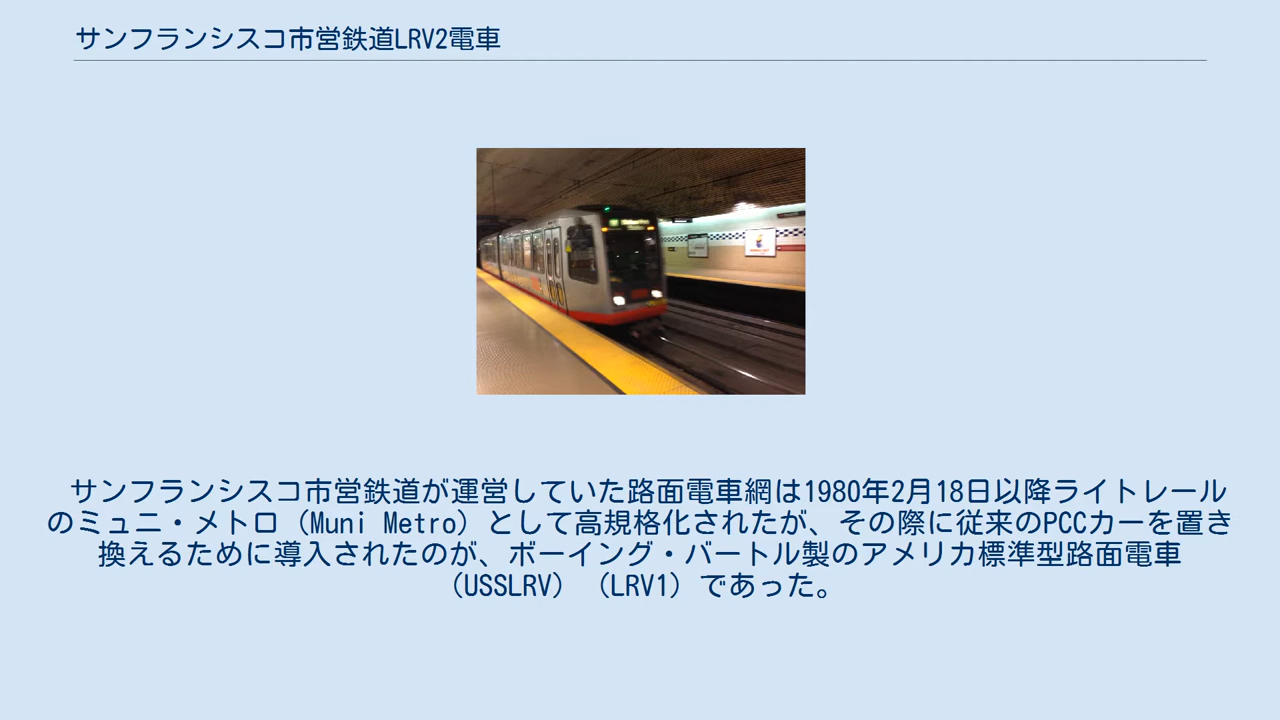 サンフランシスコ市営鉄道LRV2電車
サンフランシスコ市営鉄道が運営していた路面電車網は1980年2月18日以降ライトレール
のミュニ・メトロ（Muni Metro）として高規格化されたが、その際に従来のPCCカーを置き
換えるために導入されたのが、ボーイング・バートル製のアメリカ標準型路面電車
（USSLRV）（LRV1）であった。